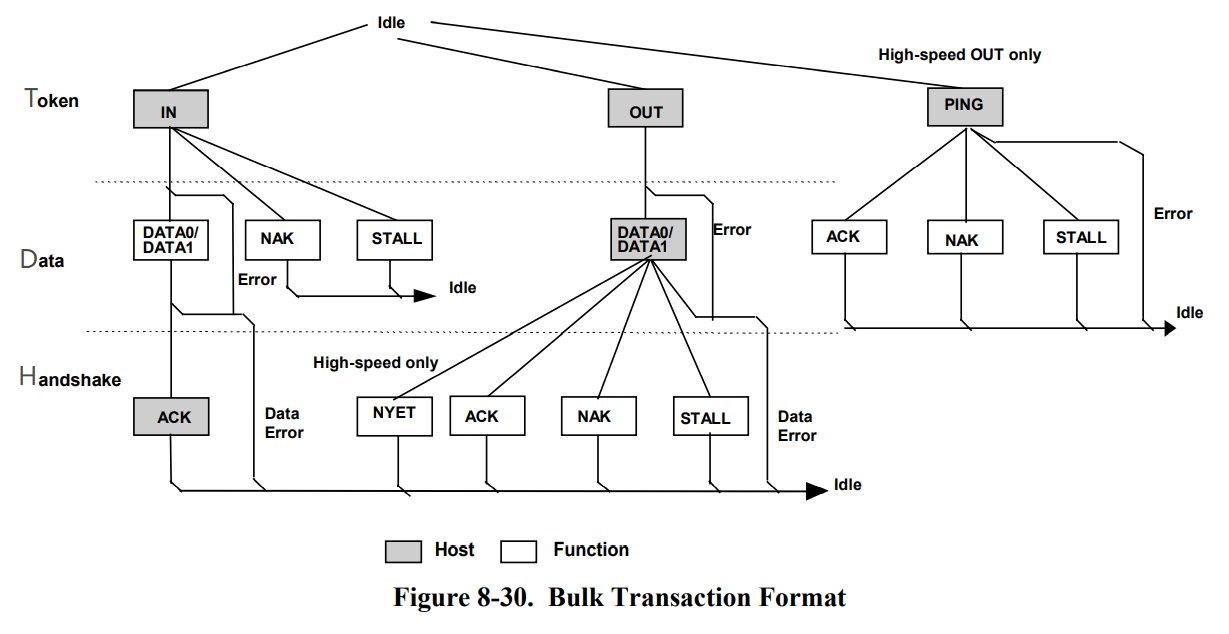 Idle
High-speed OUT only
Token
IN
OUT
PING
DATA0/
DATA1
NAK
STALL
DATA0/
DATA1
Error
ACK
NAK
STALL
Error
Data
Error
Idle
Idle
High-speed only
Handshake
ACK
Data
Error
NYET
ACK
NAK
STALL
Data
Error
Idle
Host
Function
Figure 8-30. Bulk Transaction Format